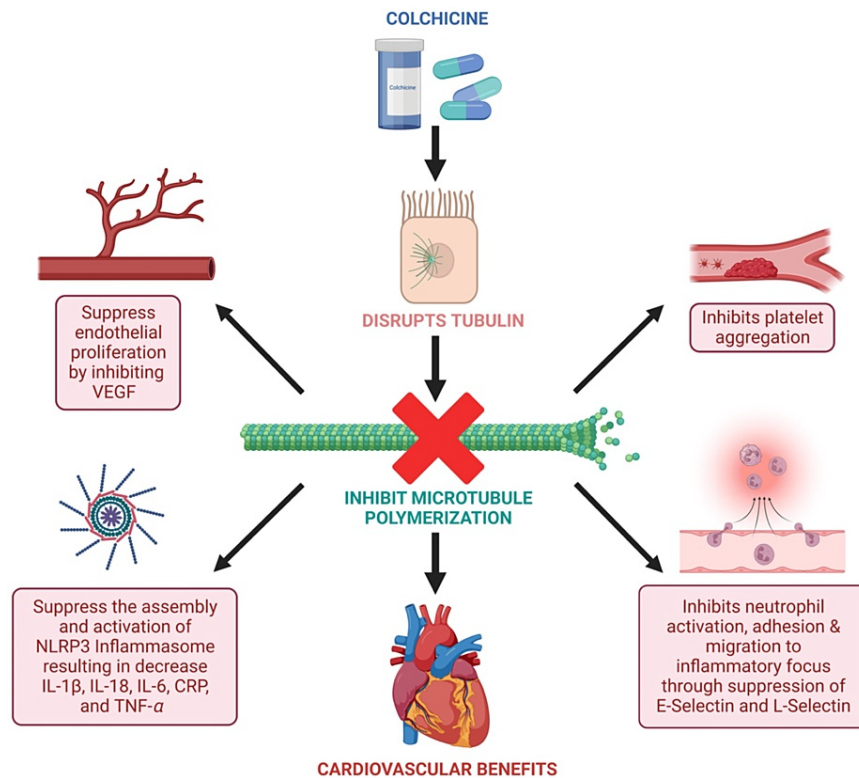 COLCHICINE
Colchicine
DISRUPTS TUBULIN
Suppress
endothelial
proliferation
by inhibiting
VEGF
Inhibits platelet
aggregation
INHIBIT MICROTUBULE
POLYMERIZATION
Suppress the assembly
and activation of
NLRP3 Inflammasome
resulting in decrease
IL-1β, IL-18, IL-6, CRP,
and TNF-α
Inhibits neutrophil
activation, adhesion &
migration to
inflammatory focus
through suppression of
E-Selectin and L-Selectin
CARDIOVASCULAR BENEFITS